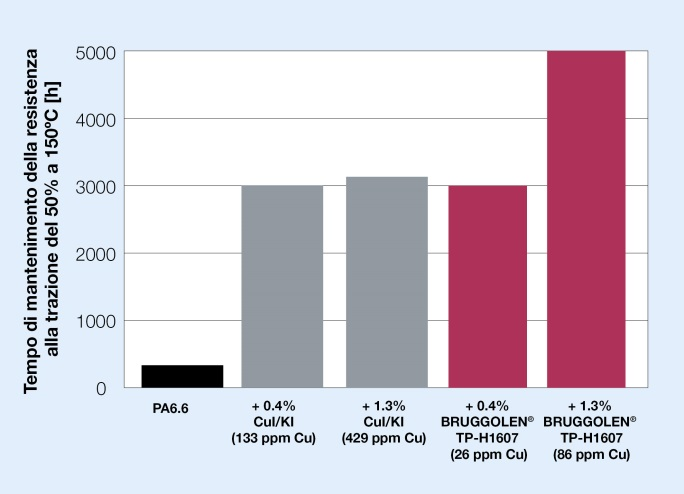 Tempo di mantenimento della resistenza
alla trazione del 50% a 150ºC [h]
5000
4000
3000
2000
1000
0
PA6.6
+ 0.4%
CuI/KI
(133 ppm Cu)
+ 1.3%
CuI/KI
(429 ppm Cu)
+ 0.4%
BRUGGOLEN®
TP-H1607
(26 ppm Cu)
+ 1.3%
BRUGGOLEN®
TP-H1607
(86 ppm Cu)